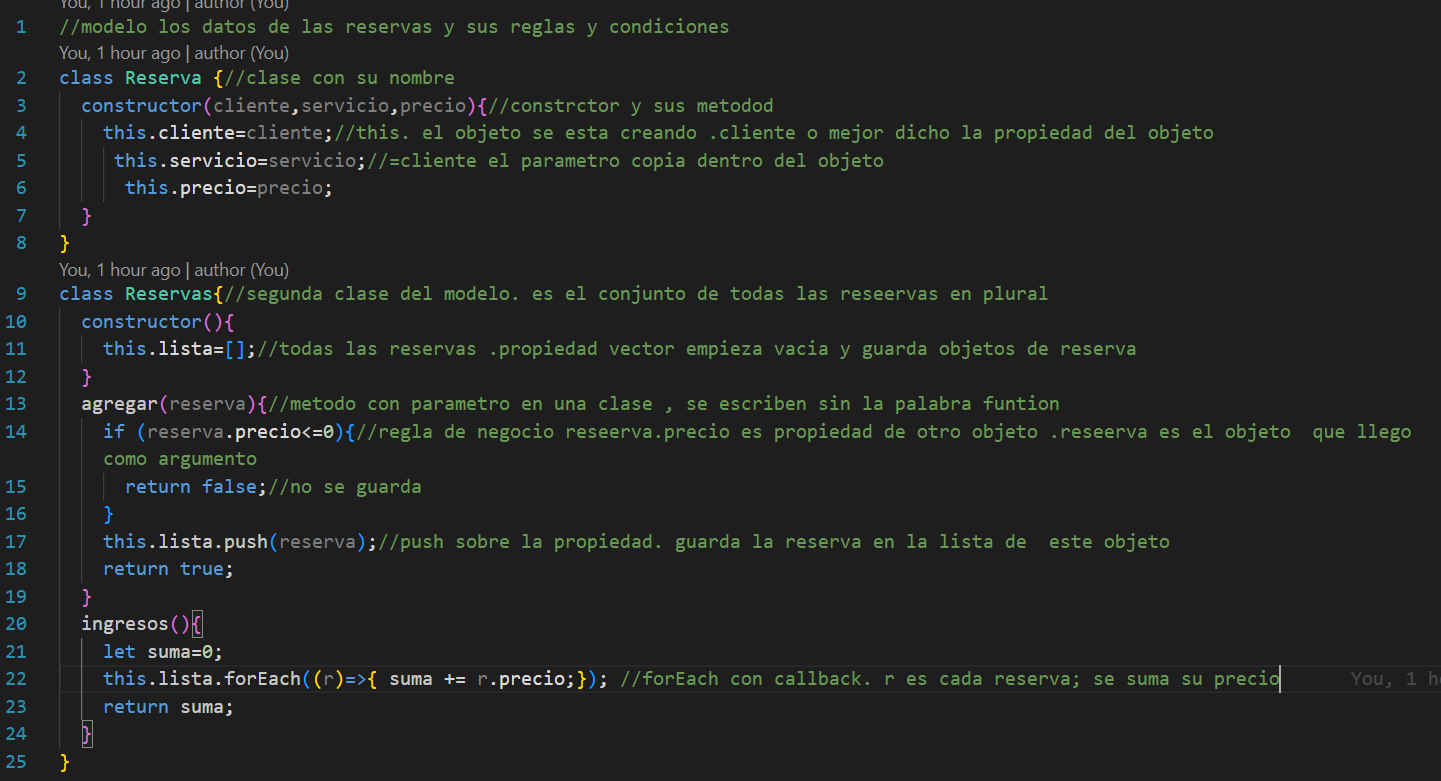 You, 1 hour ago | author (You)
1 //modelo los datos de las reservas y sus reglas y condiciones
You, 1 hour ago | author (You)
2 class Reserva {//clase con su nombre
3 constructor(cliente,servicio,precio){//constrctor y sus metodod
4 this.cliente=cliente;//this. el objeto se esta creando .cliente o mejor dicho la propiedad del objeto
5 this.servicio=servicio;//=cliente el parametro copia dentro del objeto
6 this.precio=precio;
7 }
8 }
You, 1 hour ago | author (You)
9 class Reservas{//segunda clase del modelo. es el conjunto de todas las reseervas en plural
10 constructor(){
11 this.lista=[];//todas las reservas .propiedad vector empieza vacia y guarda objetos de reserva
12 }
13 agregar(reserva){//metodo con parametro en una clase , se escriben sin la palabra funtion
14 if (reserva.precio<=0){//regla de negocio reseerva.precio es propiedad de otro objeto .reseerva es el objeto  que llego
como argumento
15 return false;//no se guarda
16 }
17 this.lista.push(reserva);//push sobre la propiedad. guarda la reserva en la lista de  este objeto
18 return true;
19 }
20 ingresos(){
21 let suma=0;
22 this.lista.forEach((r)=>{ suma += r.precio;}); //forEach con callback. r es cada reserva; se suma su precio You, 1
23 return suma;
24 }
25 }